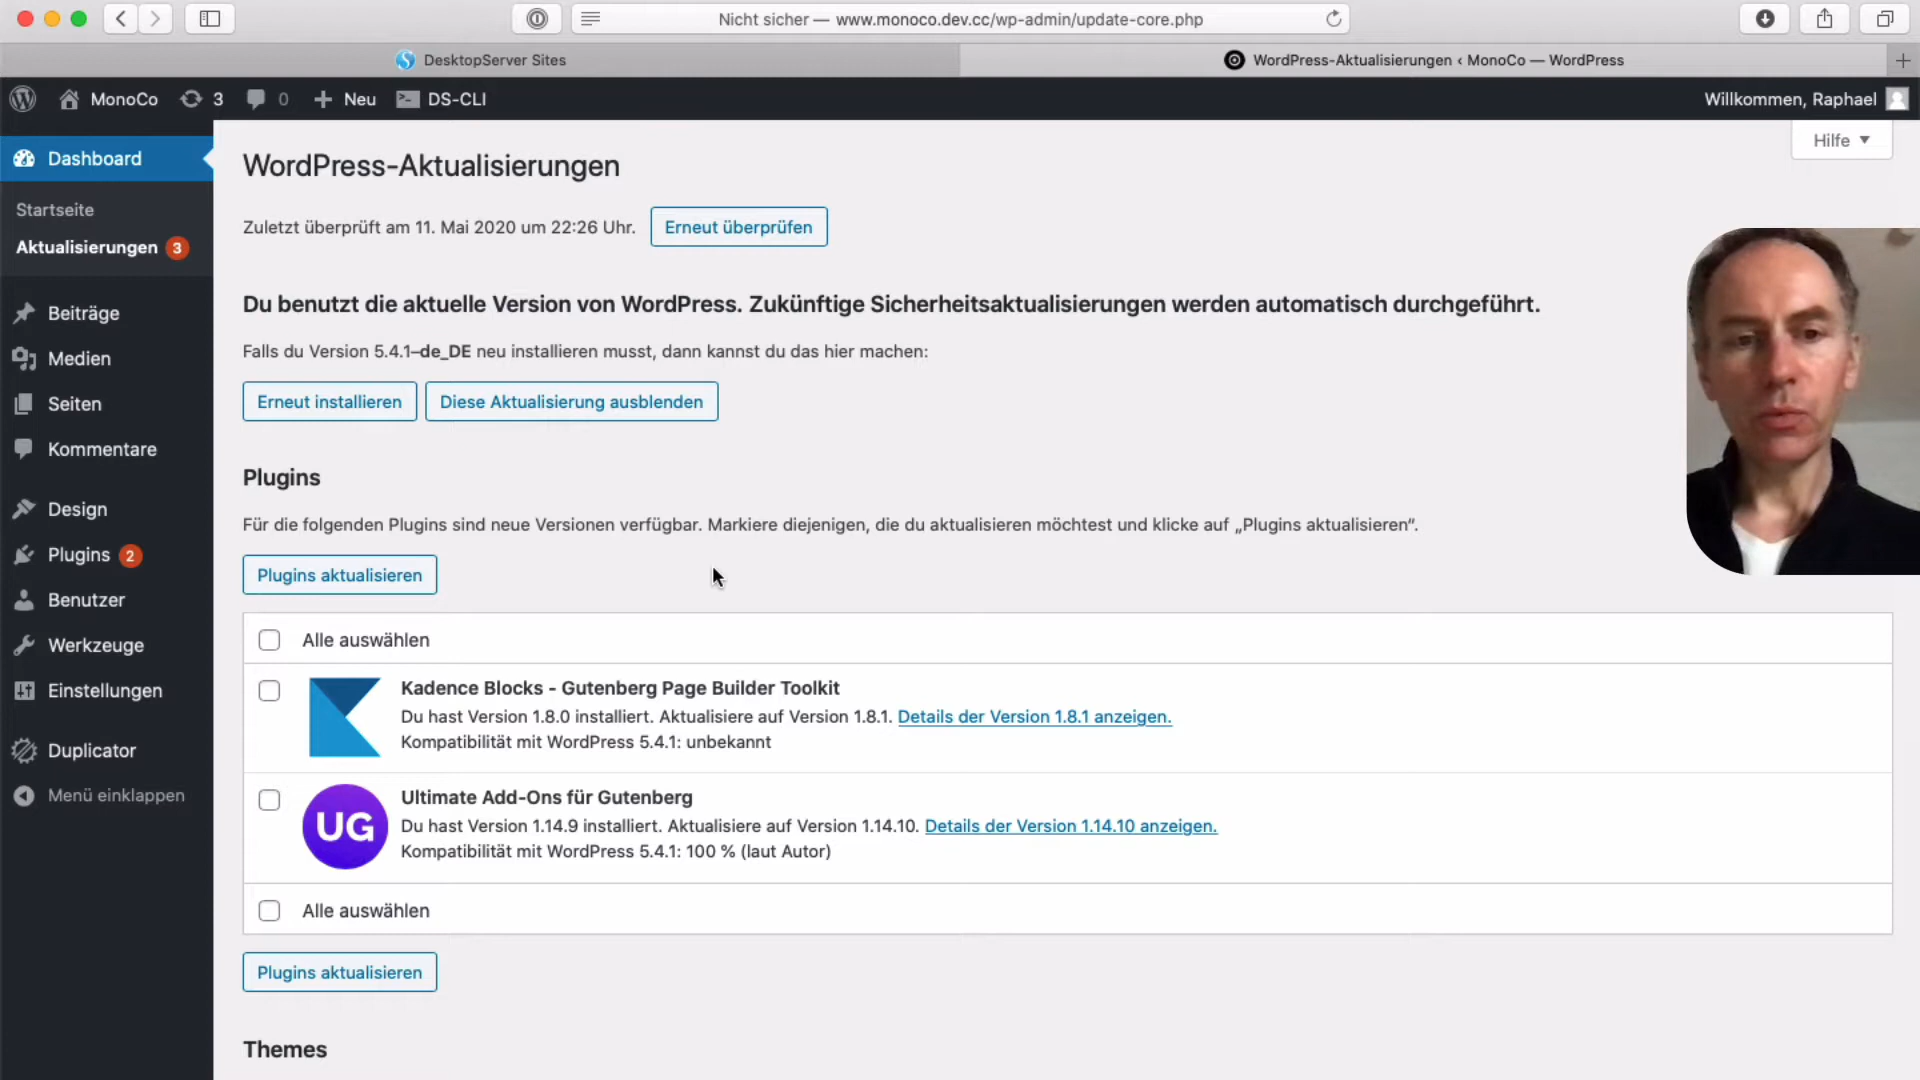 Nicht sicher — www.monoco.dev.cc/wp-admin/update-core.php
DesktopServer Sites
WordPress-Aktualisierungen ‹ MonoCo — WordPress
MonoCo
3
0
Neu
DS-CLI
Willkommen, Raphael
Hilfe
Dashboard
Startseite
Aktualisierungen 3
Beiträge
Medien
Seiten
Kommentare
Design
Plugins 2
Benutzer
Werkzeuge
Einstellungen
Duplicator
Menü einklappen
WordPress-Aktualisierungen
Zuletzt überprüft am 11. Mai 2020 um 22:26 Uhr.
Erneut überprüfen
Du benutzt die aktuelle Version von WordPress. Zukünftige Sicherheitsaktualisierungen werden automatisch durchgeführt.
Falls du Version 5.4.1–de_DE neu installieren musst, dann kannst du das hier machen:
Erneut installieren
Diese Aktualisierung ausblenden
Plugins
Für die folgenden Plugins sind neue Versionen verfügbar. Markiere diejenigen, die du aktualisieren möchtest und klicke auf „Plugins aktualisieren“.
Plugins aktualisieren
Alle auswählen
Kadence Blocks - Gutenberg Page Builder Toolkit
Du hast Version 1.8.0 installiert. Aktualisiere auf Version 1.8.1. Details der Version 1.8.1 anzeigen.
Kompatibilität mit WordPress 5.4.1: unbekannt
UG
Ultimate Add-Ons für Gutenberg
Du hast Version 1.14.9 installiert. Aktualisiere auf Version 1.14.10. Details der Version 1.14.10 anzeigen.
Kompatibilität mit WordPress 5.4.1: 100 % (laut Autor)
Alle auswählen
Plugins aktualisieren
Themes